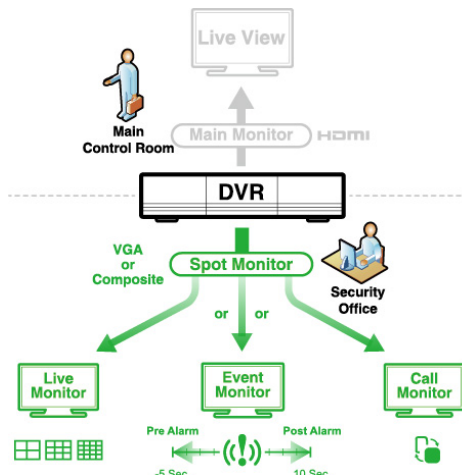 Live View
Main
Control Room
Main Monitor
HDMI
DVR
VGA
or
Composite
Spot Monitor
Security
Office
or
or
Live
Monitor
Event
Monitor
Call
Monitor
Pre Alarm
Post Alarm
-5 Sec
10 Sec